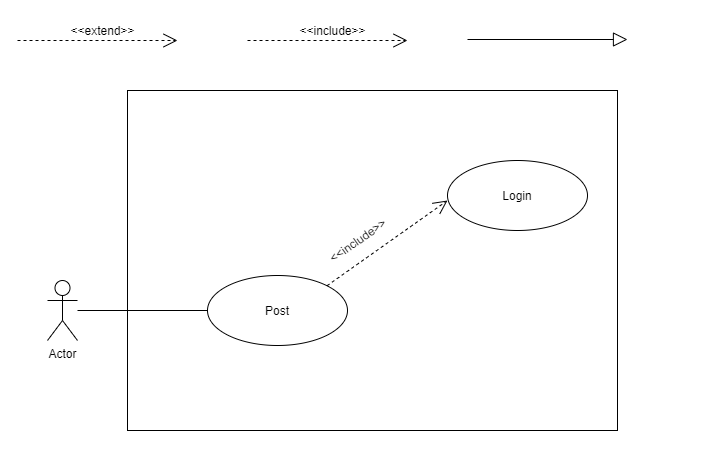 <<extend>>
<<include>>
Login
<<include>>
Post
Actor